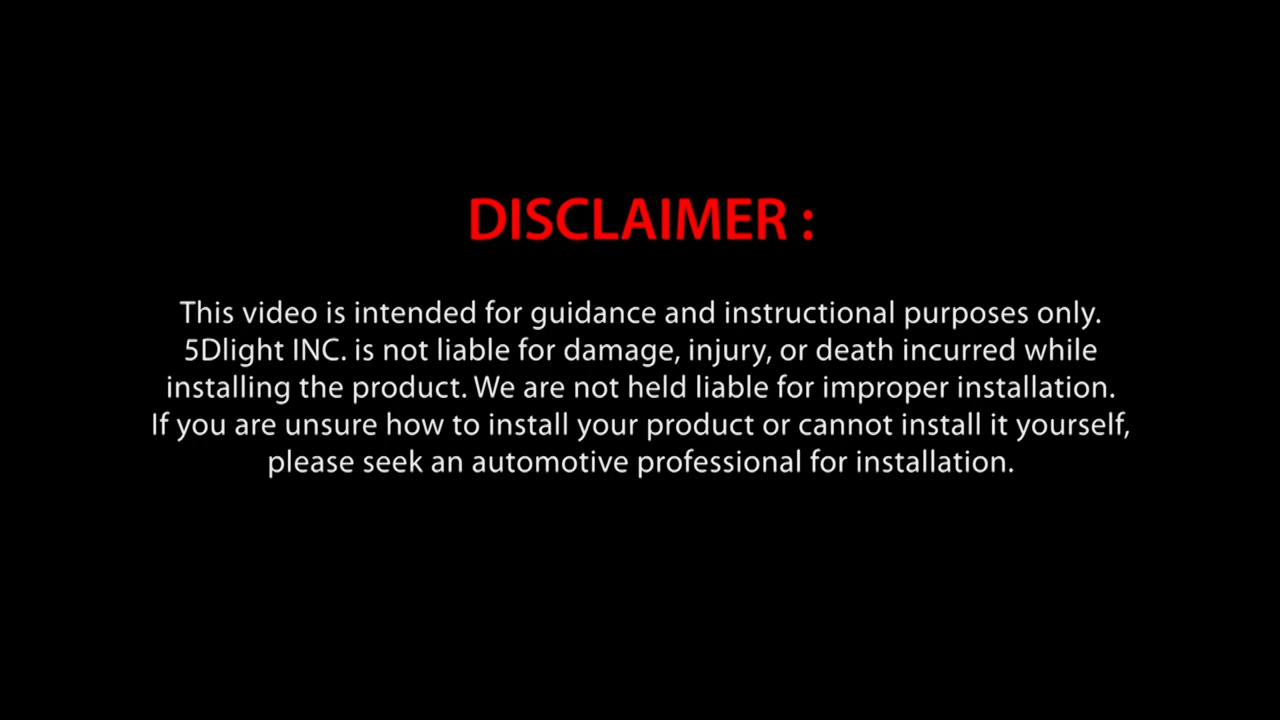 DISCLAIMER :
This video is intended for guidance and instructional purposes only.
5Dlight INC. is not liable for damage, injury, or death incurred while
installing the product. We are not held liable for improper installation.
If you are unsure how to install your product or cannot install it yourself,
please seek an automotive professional for installation.